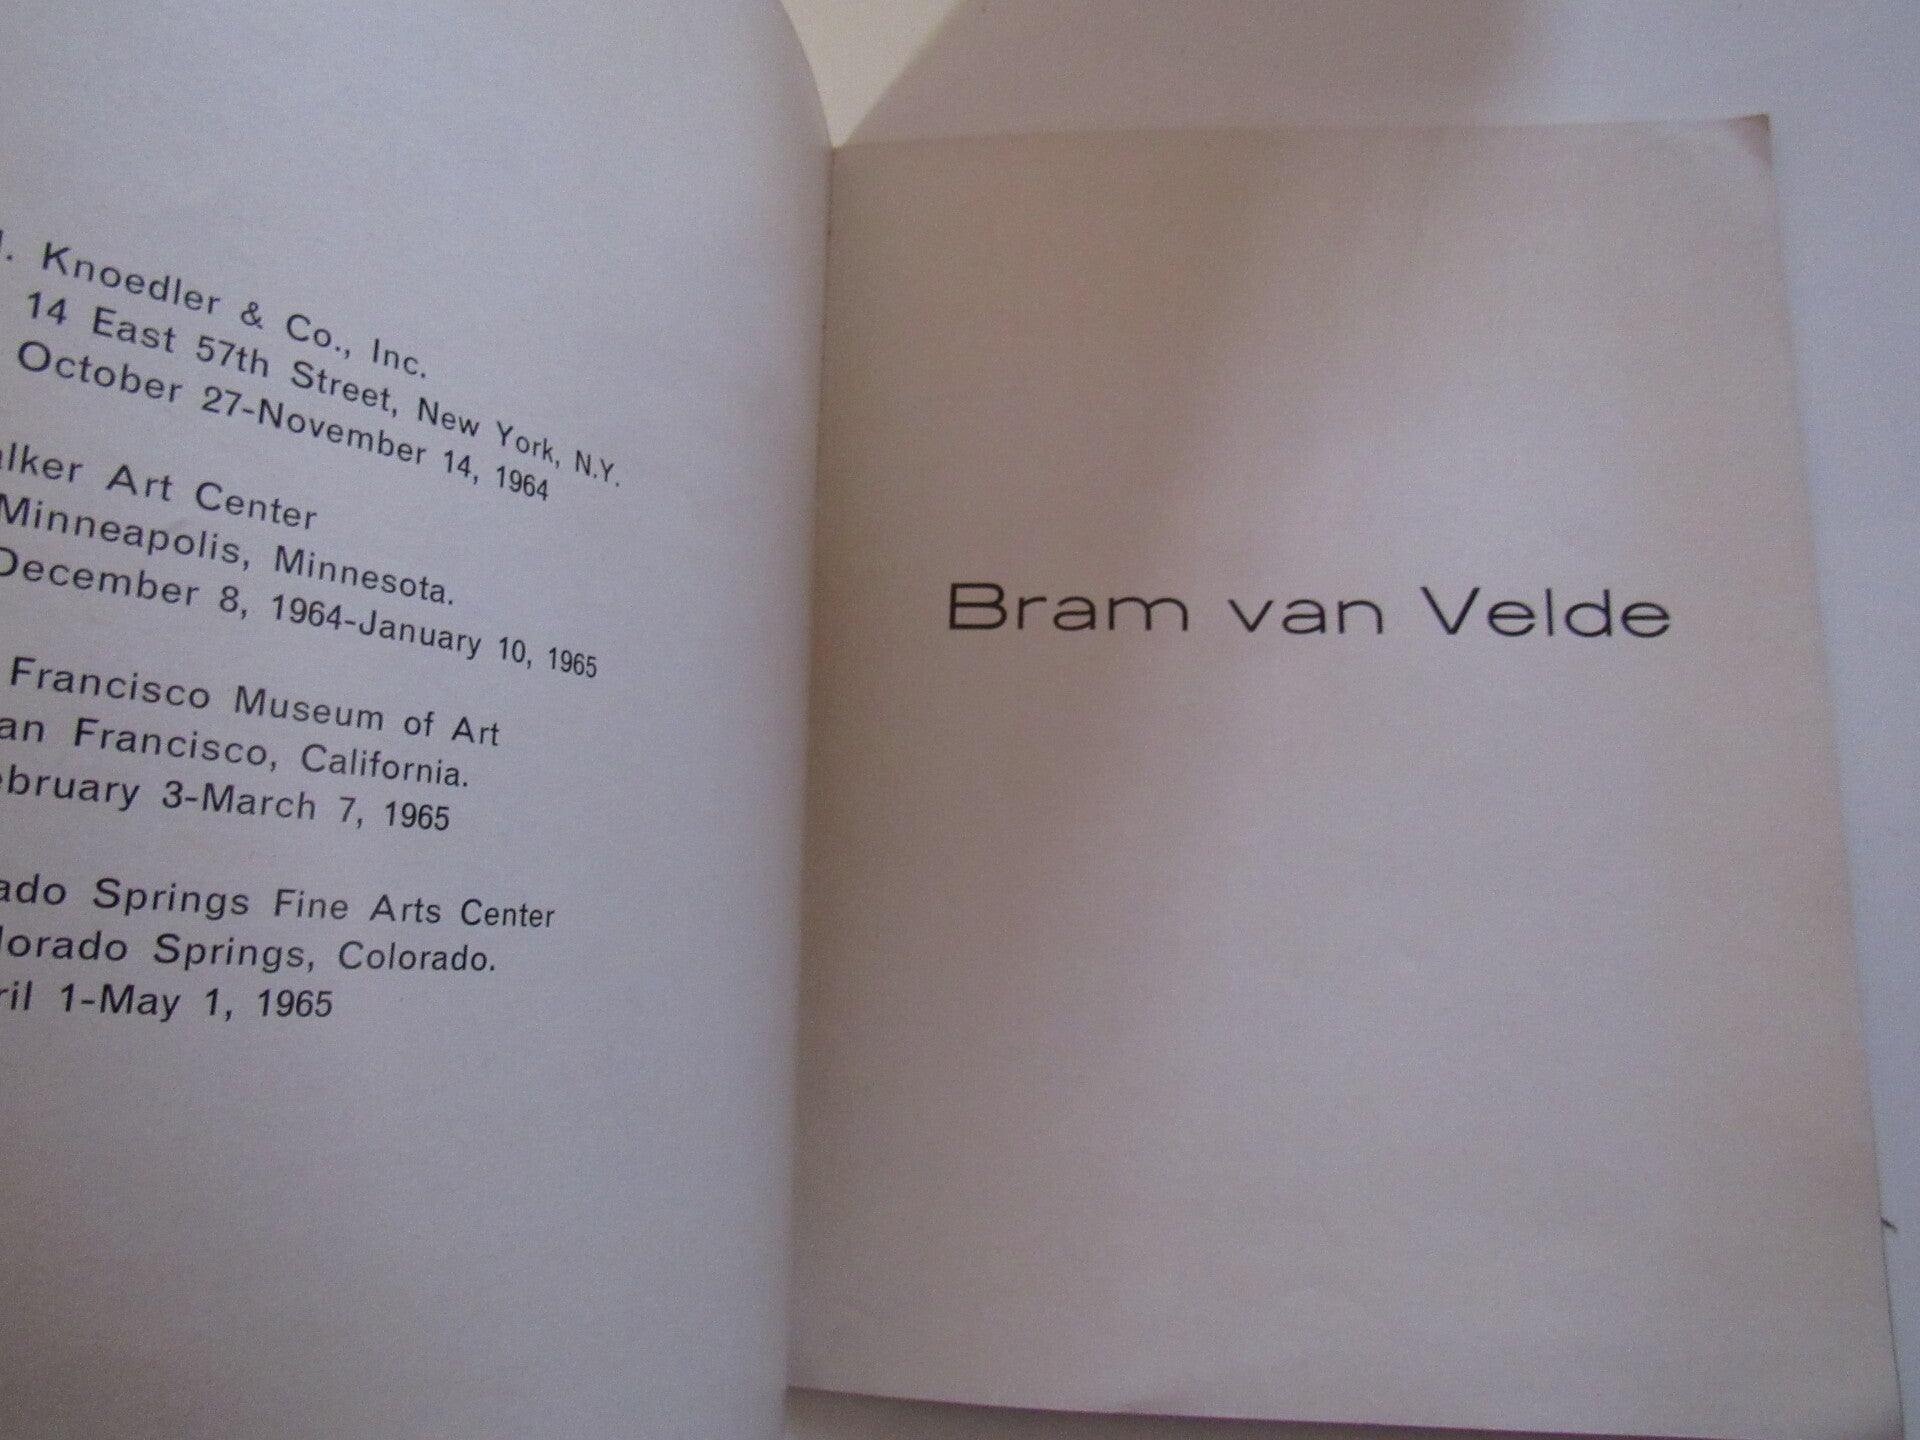 . Knoedler & Co., Inc.
14 East 57th Street, New York, N.Y.
October 27-November 14, 1964
alker Art Center
Minneapolis, Minnesota.
December 8, 1964-January 10, 1965
Francisco Museum of Art
an Francisco, California.
ebruary 3-March 7, 1965
ado Springs Fine Arts Center
lorado Springs, Colorado.
ril 1-May 1, 1965
Bram van Velde